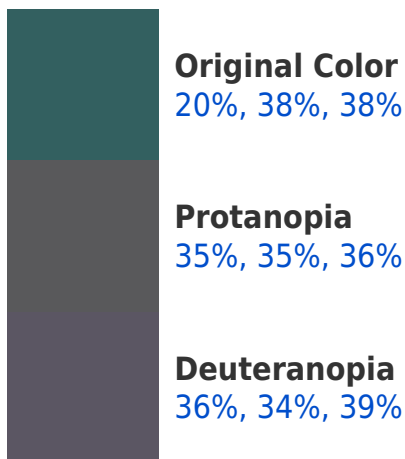 Original Color
20%, 38%, 38%
Protanopia
35%, 35%, 36%
Deuteranopia
36%, 34%, 39%